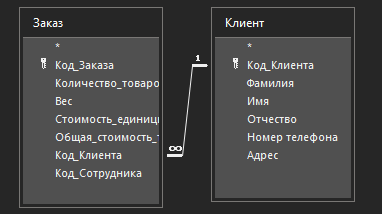 Заказ
*
Код_Заказа
Количество_товаро
Вес
Стоимость_единиц
Общая_стоимость_
Код_Клиента
Код_Сотрудника
1
∞
Клиент
*
Код_Клиента
Фамилия
Имя
Отчество
Номер телефона
Адрес